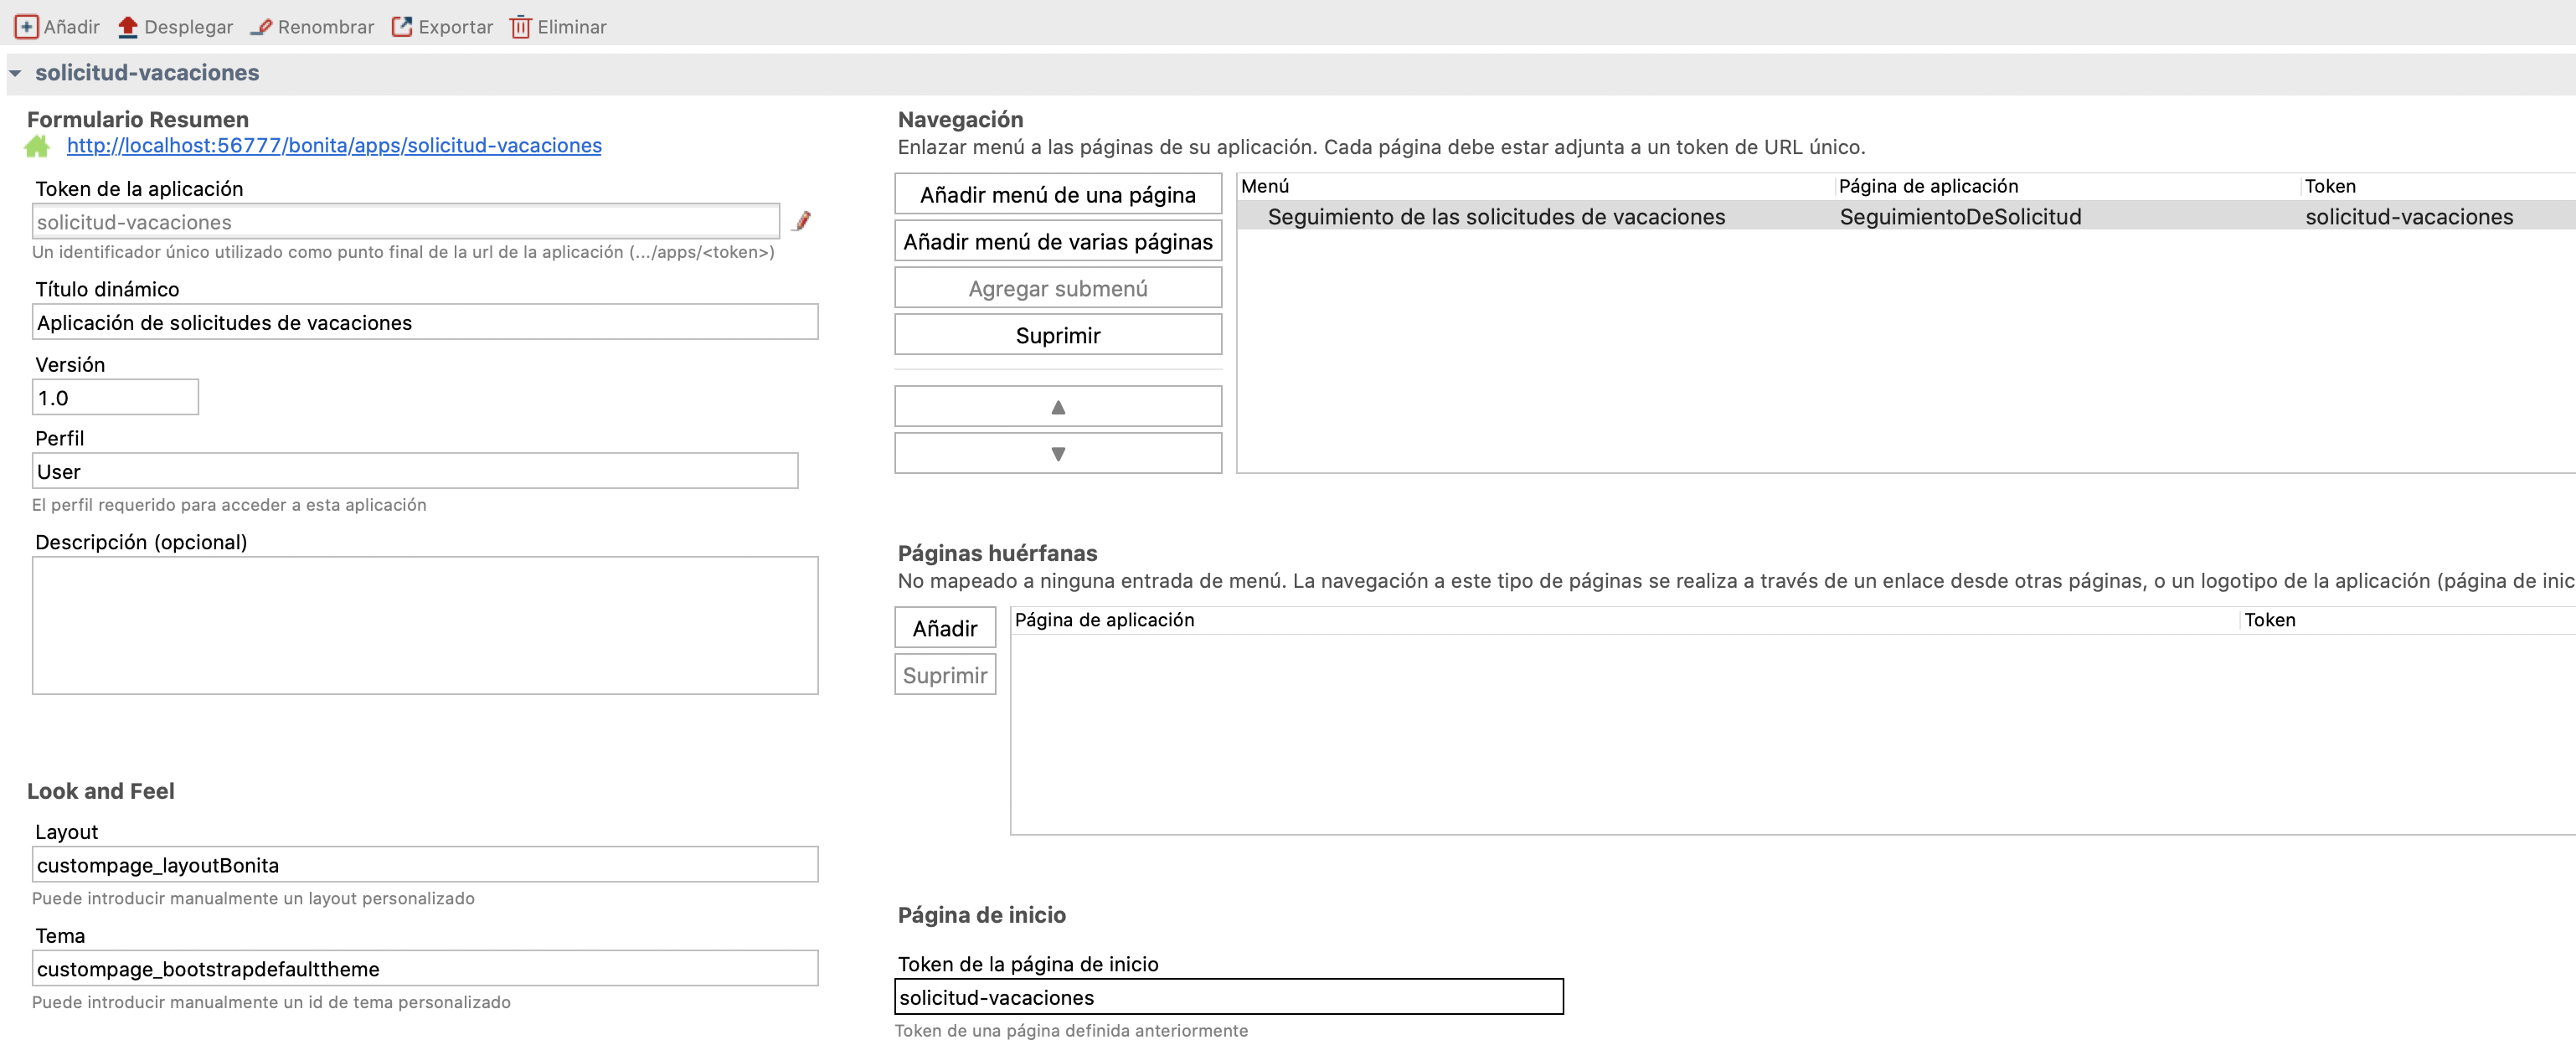 Añadir Desplegar Renombrar Exportar Eliminar
solicitud-vacaciones
Formulario Resumen
http://localhost:56777/bonita/apps/solicitud-vacaciones
Token de la aplicación
solicitud-vacaciones
Un identificador único utilizado como punto final de la url de la aplicación (.../apps/<token>)
Título dinámico
Aplicación de solicitudes de vacaciones
Versión
1.0
Perfil
User
El perfil requerido para acceder a esta aplicación
Descripción (opcional)
Look and Feel
Layout
custompage_layoutBonita
Puede introducir manualmente un layout personalizado
Tema
custompage_bootstrapdefaulttheme
Puede introducir manualmente un id de tema personalizado
Navegación
Enlazar menú a las páginas de su aplicación. Cada página debe estar adjunta a un token de URL único.
Añadir menú de una página
Añadir menú de varias páginas
Agregar submenú
Suprimir
▲
▼
Menú Página de aplicación Token
Seguimiento de las solicitudes de vacaciones SeguimientoDeSolicitud solicitud-vacaciones
Páginas huérfanas
No mapeado a ninguna entrada de menú. La navegación a este tipo de páginas se realiza a través de un enlace desde otras páginas, o un logotipo de la aplicación (página de inic
Añadir
Suprimir
Página de aplicación Token
Página de inicio
Token de la página de inicio
solicitud-vacaciones
Token de una página definida anteriormente